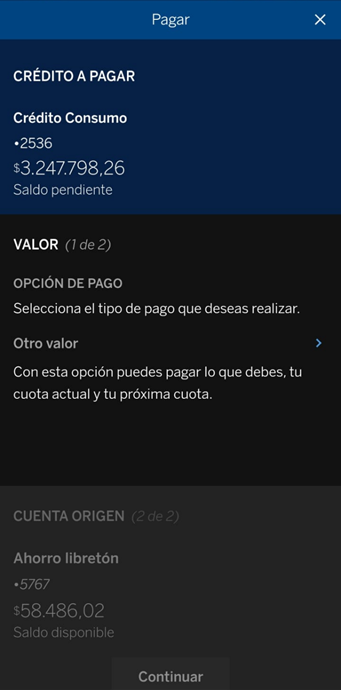 Pagar
CRÉDITO A PAGAR
Crédito Consumo
•2536
$3.247.798,26
Saldo pendiente
VALOR (1 de 2)
OPCIÓN DE PAGO
Selecciona el tipo de pago que deseas realizar.
Otro valor
Con esta opción puedes pagar lo que debes, tu
cuota actual y tu próxima cuota.
CUENTA ORIGEN (2 de 2)
Ahorro libretón
•5767
$58.486,02
Saldo disponible
Continuar